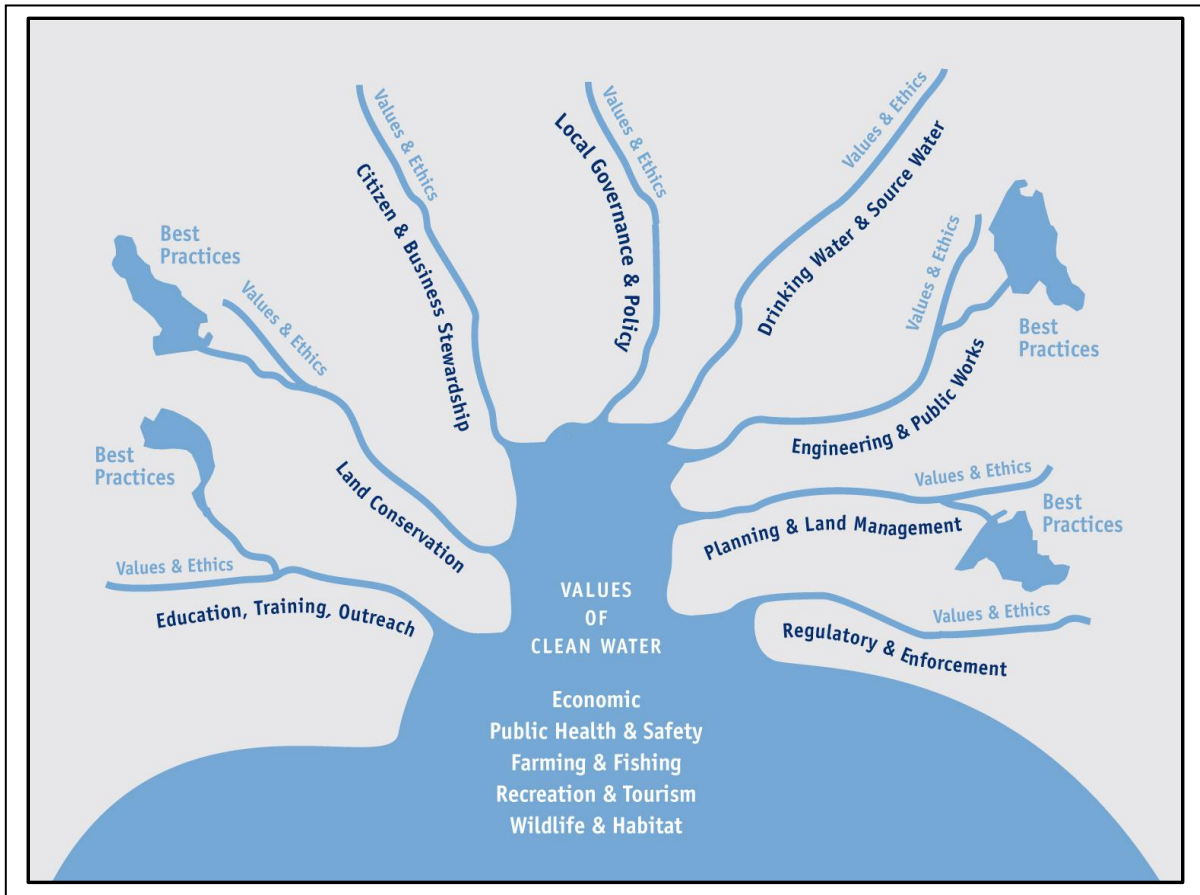 Values & Ethics
Citizen & Business Stewardship
Values & Ethics
Local Governance & Policy
Values & Ethics
Drinking Water & Source Water
Best
Practices
Values & Ethics
Land Conservation
Values & Ethics
Engineering & Public Works
Best
Practices
Best
Practices
Values & Ethics
Education, Training, Outreach
Values & Ethics
Planning & Land Management
Best
Practices
Values & Ethics
Regulatory & Enforcement
VALUES
OF
CLEAN WATER
Economic
Public Health & Safety
Farming & Fishing
Recreation & Tourism
Wildlife & Habitat